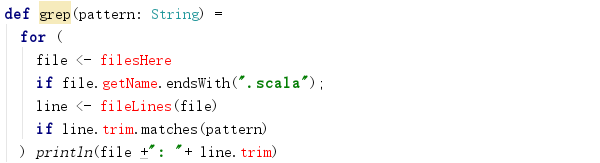 def grep(pattern: String) =
  for (
    file <- filesHere
    if file.getName.endsWith(".scala");
    line <- fileLines(file)
    if line.trim.matches(pattern)
  ) println(file +": "+ line.trim)